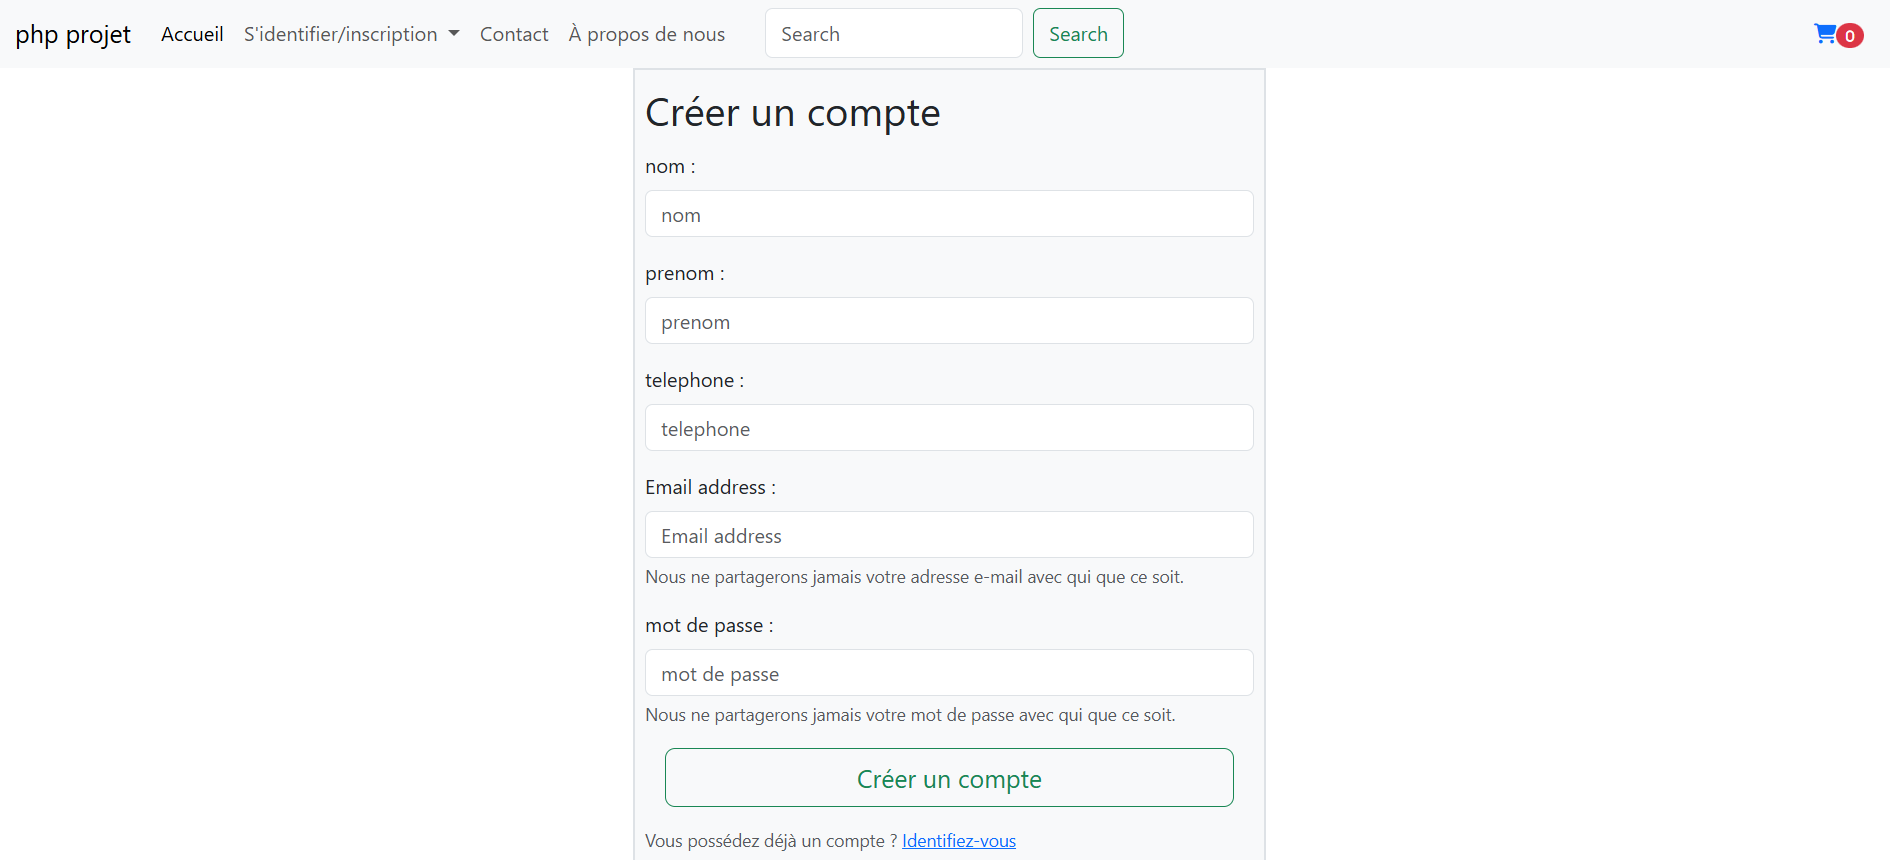 php projet Accueil S'identifier/inscription Contact À propos de nous Search Search 0
Créer un compte
nom :
nom
prenom :
prenom
telephone :
telephone
Email address :
Email address
Nous ne partagerons jamais votre adresse e-mail avec qui que ce soit.
mot de passe :
mot de passe
Nous ne partagerons jamais votre mot de passe avec qui que ce soit.
Créer un compte
Vous possédez déjà un compte ? Identifiez-vous